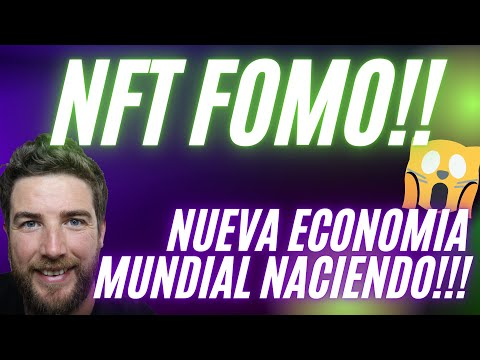 NFT FOMO!!
NUEVA ECONOMIA
MUNDIAL NACIENDO!!!